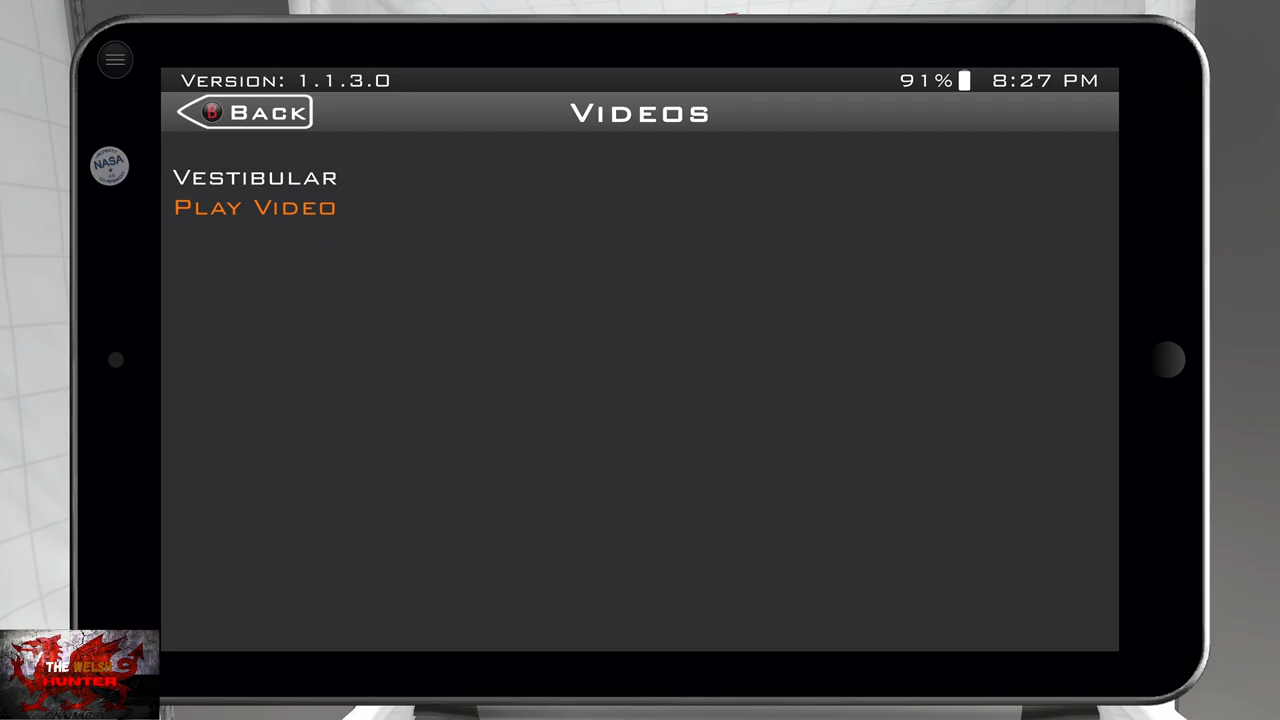 Version: 1.1.3.0
91%
8:27 PM
B Back
Videos
NASA
Vestibular
Play Video
THE WELSH
HUNTER